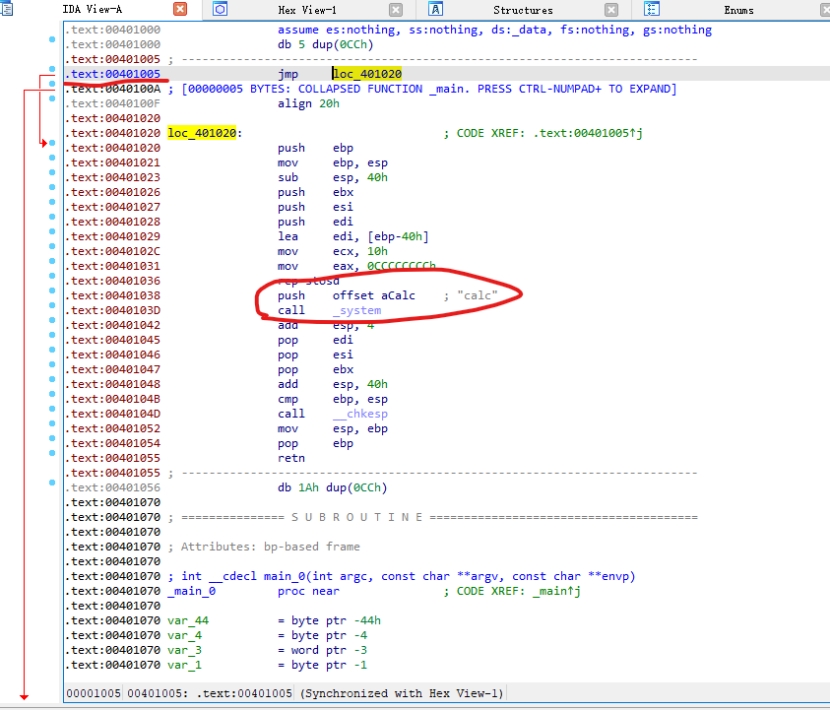 IDA View-A Hex View-1 Structures Enums
.text:00401000 assume es:nothing, ss:nothing, ds:_data, fs:nothing, gs:nothing
.text:00401000 db 5 dup(0CCh)
.text:00401005 ; ---------------------------------------------------------------------------
.text:00401005 jmp loc_401020
.text:0040100A ; [00000005 BYTES: COLLAPSED FUNCTION _main. PRESS CTRL-NUMPAD+ TO EXPAND]
.text:0040100F align 20h
.text:00401020
.text:00401020 loc_401020: ; CODE XREF: .text:00401005↑j
.text:00401020 push ebp
.text:00401021 mov ebp, esp
.text:00401023 sub esp, 40h
.text:00401026 push ebx
.text:00401027 push esi
.text:00401028 push edi
.text:00401029 lea edi, [ebp-40h]
.text:0040102C mov ecx, 10h
.text:00401031 mov eax, 0CCCCCCCCh
.text:00401036 rep stosd
.text:00401038 push offset aCalc ; "calc"
.text:0040103D call _system
.text:00401042 add esp, 4
.text:00401045 pop edi
.text:00401046 pop esi
.text:00401047 pop ebx
.text:00401048 add esp, 40h
.text:0040104B cmp ebp, esp
.text:0040104D call __chkesp
.text:00401052 mov esp, ebp
.text:00401054 pop ebp
.text:00401055 retn
.text:00401055 ; ---------------------------------------------------------------------------
.text:00401056 db 1Ah dup(0CCh)
.text:00401070
.text:00401070 ; =============== S U B R O U T I N E =======================================
.text:00401070
.text:00401070 ; Attributes: bp-based frame
.text:00401070
.text:00401070 ; int __cdecl main_0(int argc, const char **argv, const char **envp)
.text:00401070 _main_0 proc near ; CODE XREF: _main↑j
.text:00401070
.text:00401070 var_44 = byte ptr -44h
.text:00401070 var_4 = byte ptr -4
.text:00401070 var_3 = word ptr -3
.text:00401070 var_1 = byte ptr -1
00001005 00401005: .text:00401005 (Synchronized with Hex View-1)